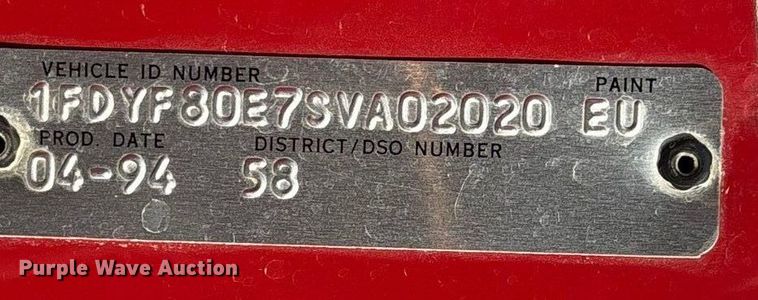 VEHICLE ID NUMBER PAINT
1FDYF80E7SVA02020 EU
PROD. DATE DISTRICT/DSO NUMBER
04-94 58
Purple Wave Auction